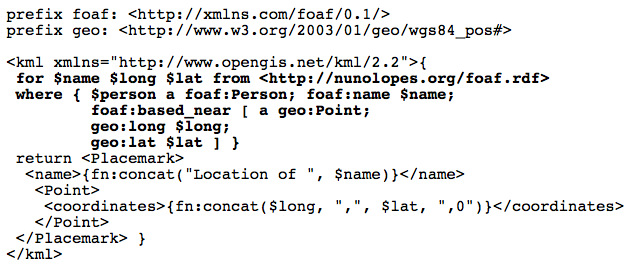 prefix foaf: <http://xmlns.com/foaf/0.1/>
prefix geo: <http://www.w3.org/2003/01/geo/wgs84_pos#>

<kml xmlns="http://www.opengis.net/kml/2.2">{
 for $name $long $lat from <http://nunolopes.org/foaf.rdf>
 where { $person a foaf:Person; foaf:name $name;
         foaf:based_near [ a geo:Point;
         geo:long $long;
         geo:lat $lat ] }
 return <Placemark>
  <name>{fn:concat("Location of ", $name)}</name>
   <Point>
    <coordinates>{fn:concat($long, ",", $lat, ",0")}</coordinates>
   </Point>
 </Placemark> }
</kml>